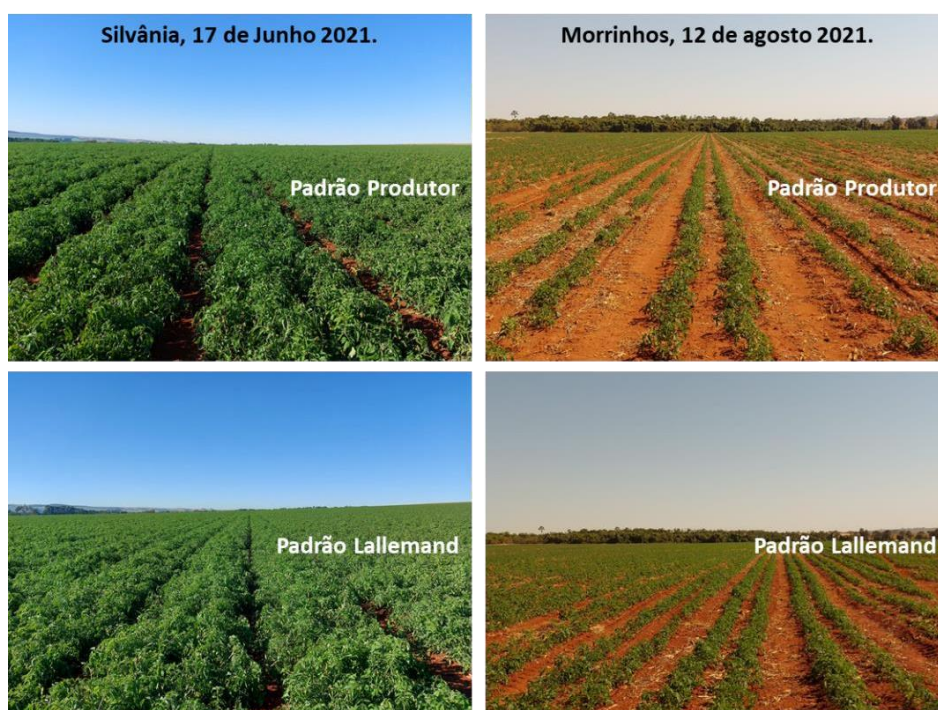 Silvânia, 17 de Junho 2021.
Morrinhos, 12 de agosto 2021.
Padrão Produtor
Padrão Produtor
Padrão Lallemand
Padrão Lallemand